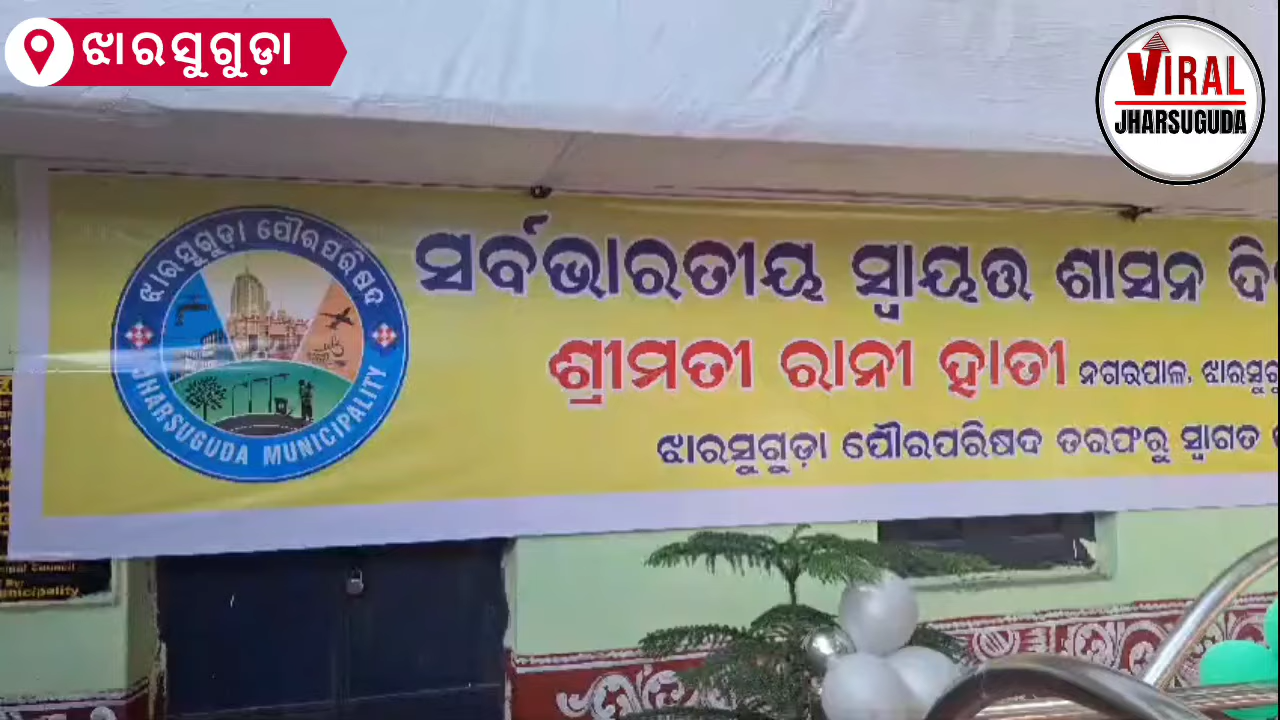 ଝାରସୁଗୁଡ଼ା
VIRAL
JHARSUGUDA
ଝାରସୁଗୁଡ଼ା ପୌରପରିଷଦ
JHARSUGUDA MUNICIPALITY
ସର୍ବଭାରତୀୟ ସ୍ୱାୟତ୍ତ ଶାସନ
ଶ୍ରୀମତୀ ରାନୀ ହାତୀ ନଗରପାଳ,
ଝାରସୁଗୁଡ଼ା ପୌରପରିଷଦ ତରଫରୁ ସ୍ୱାଗତ